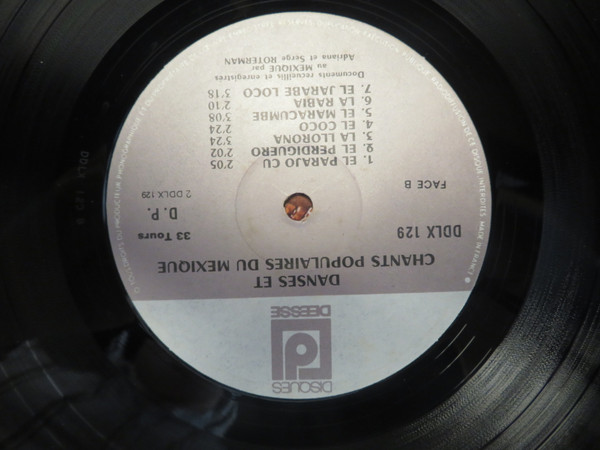 DISQUES
DEESSE
DANSES ET
CHANTS POPULAIRES DU MEXIQUE
DDLX 129
33 Tours
FACE B
D. P.
2 DDLX 129
1. EL PARAJO CU 2'05
2. EL PERDIGUERO 2'02
3. LA LLORONA 3'24
4. EL COCO 2'24
5. EL MARACUMBE 3'08
6. LA RABIA 2'10
7. EL JARABE LOCO 3'18
Documents recueillis et enregistrés
au MEXIQUE par
Adriana et Serge ROTERMAN
DDLX 129